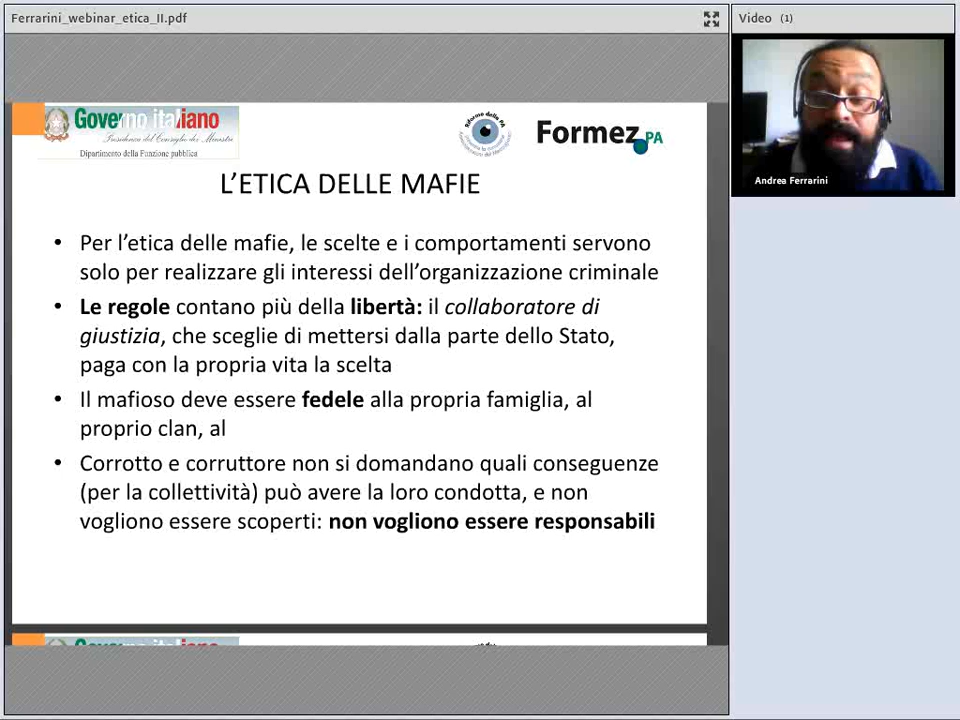 Ferrarini_webinar_etica_II.pdf
Video (1)
Governo italiano
Presidenza del Consiglio dei Ministri
Dipartimento della Funzione pubblica
Riforme delle PA
Formez PA
Andrea Ferrarini
L'ETICA DELLE MAFIE
• Per l'etica delle mafie, le scelte e i comportamenti servono
solo per realizzare gli interessi dell'organizzazione criminale
• Le regole contano più della libertà: il collaboratore di
giustizia, che sceglie di mettersi dalla parte dello Stato,
paga con la propria vita la scelta
• Il mafioso deve essere fedele alla propria famiglia, al
proprio clan, al
• Corrotto e corruttore non si domandano quali conseguenze
(per la collettività) può avere la loro condotta, e non
vogliono essere scoperti: non vogliono essere responsabili
Governo italiano